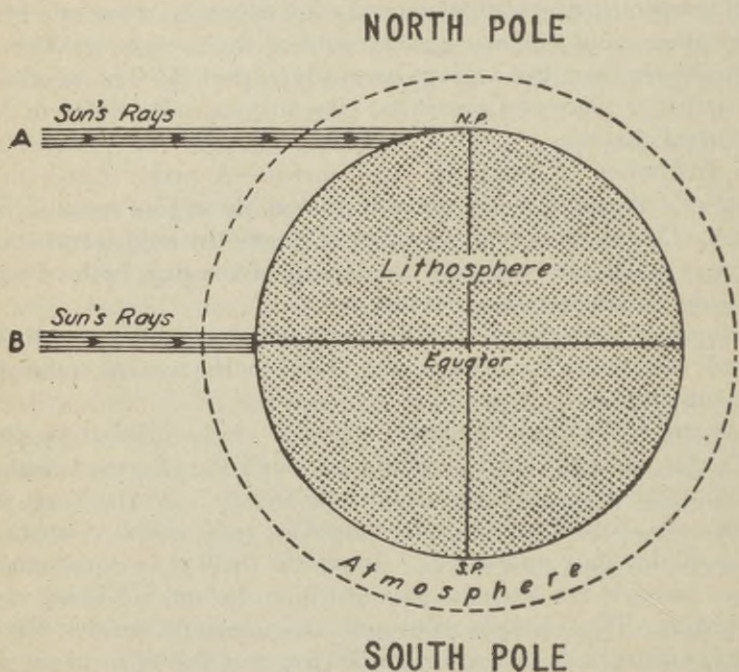 NORTH POLE
Sun's Rays
A
N.P.
Lithosphere
Sun's Rays
B
Equator
S.P.
Atmosphere
SOUTH POLE